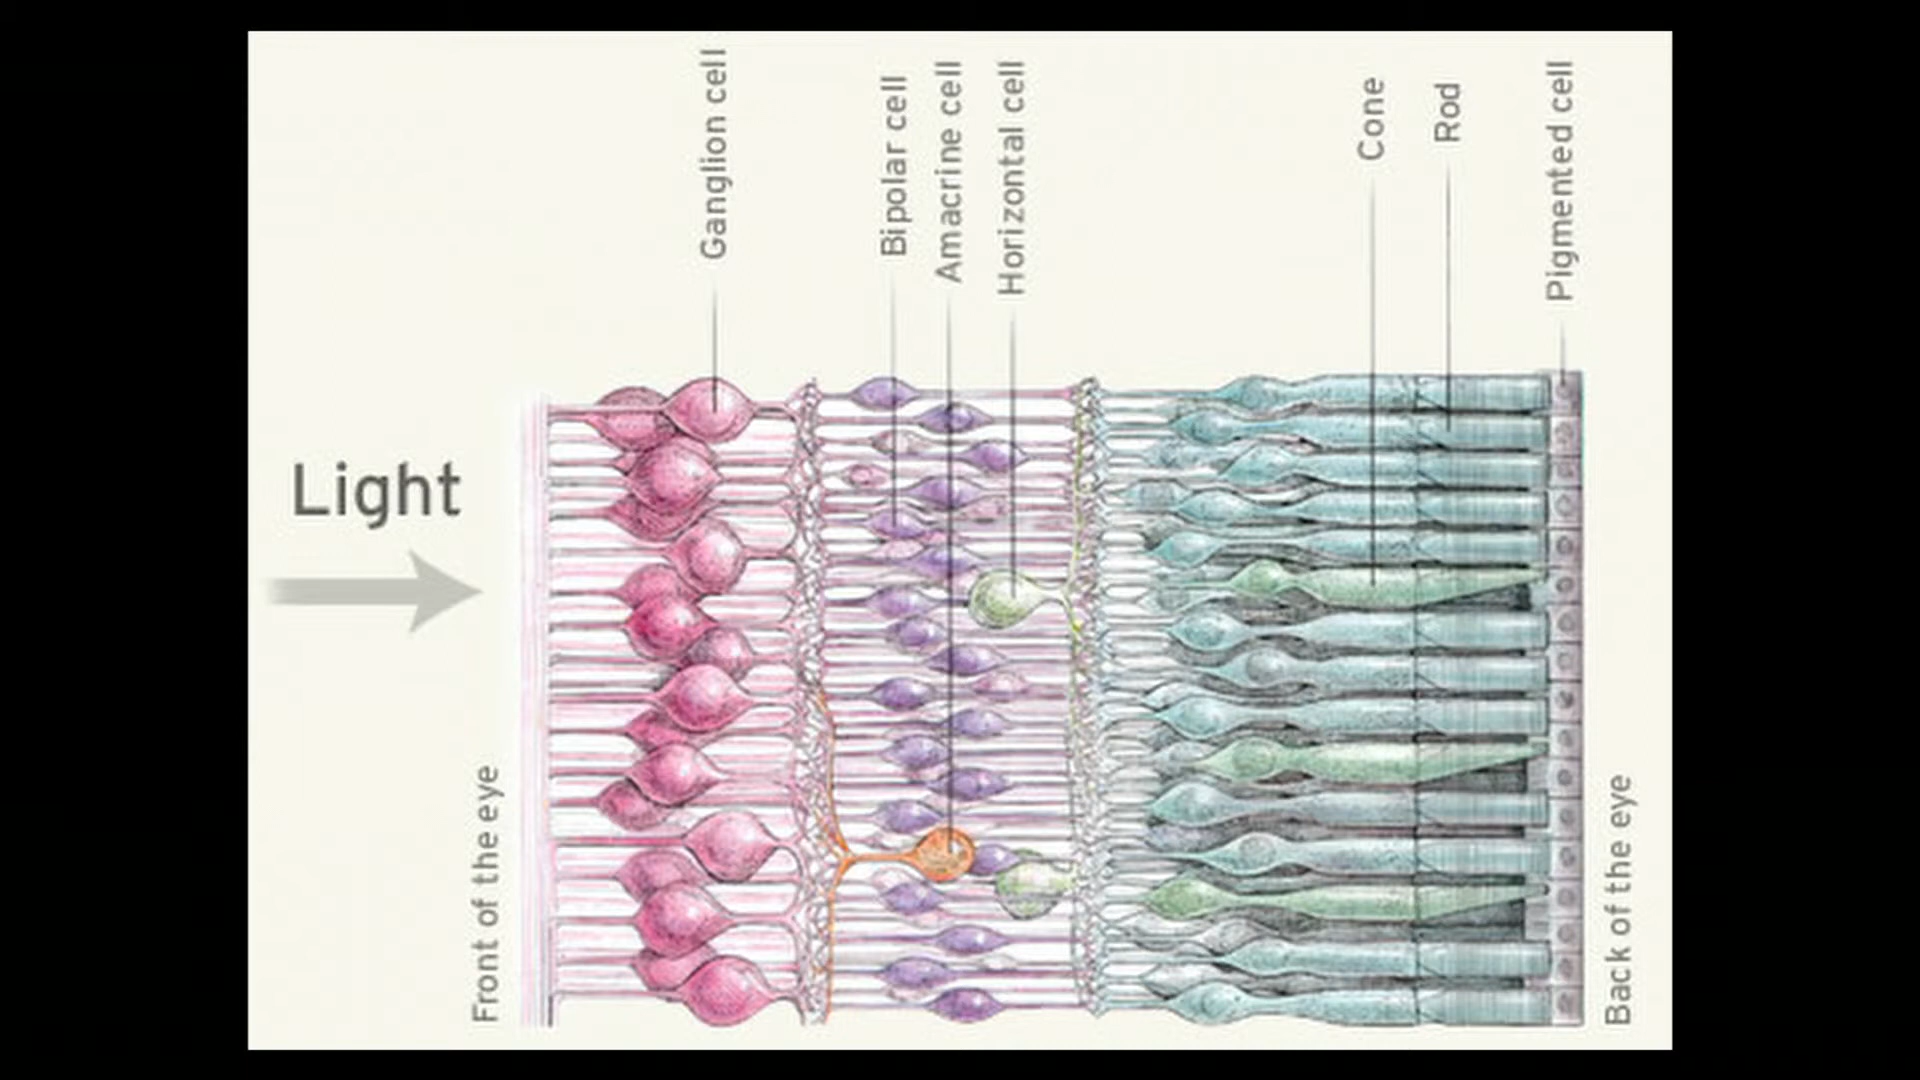 Ganglion cell
Bipolar cell
Amacrine cell
Horizontal cell
Cone
Rod
Pigmented cell
Light
Front of the eye
Back of the eye